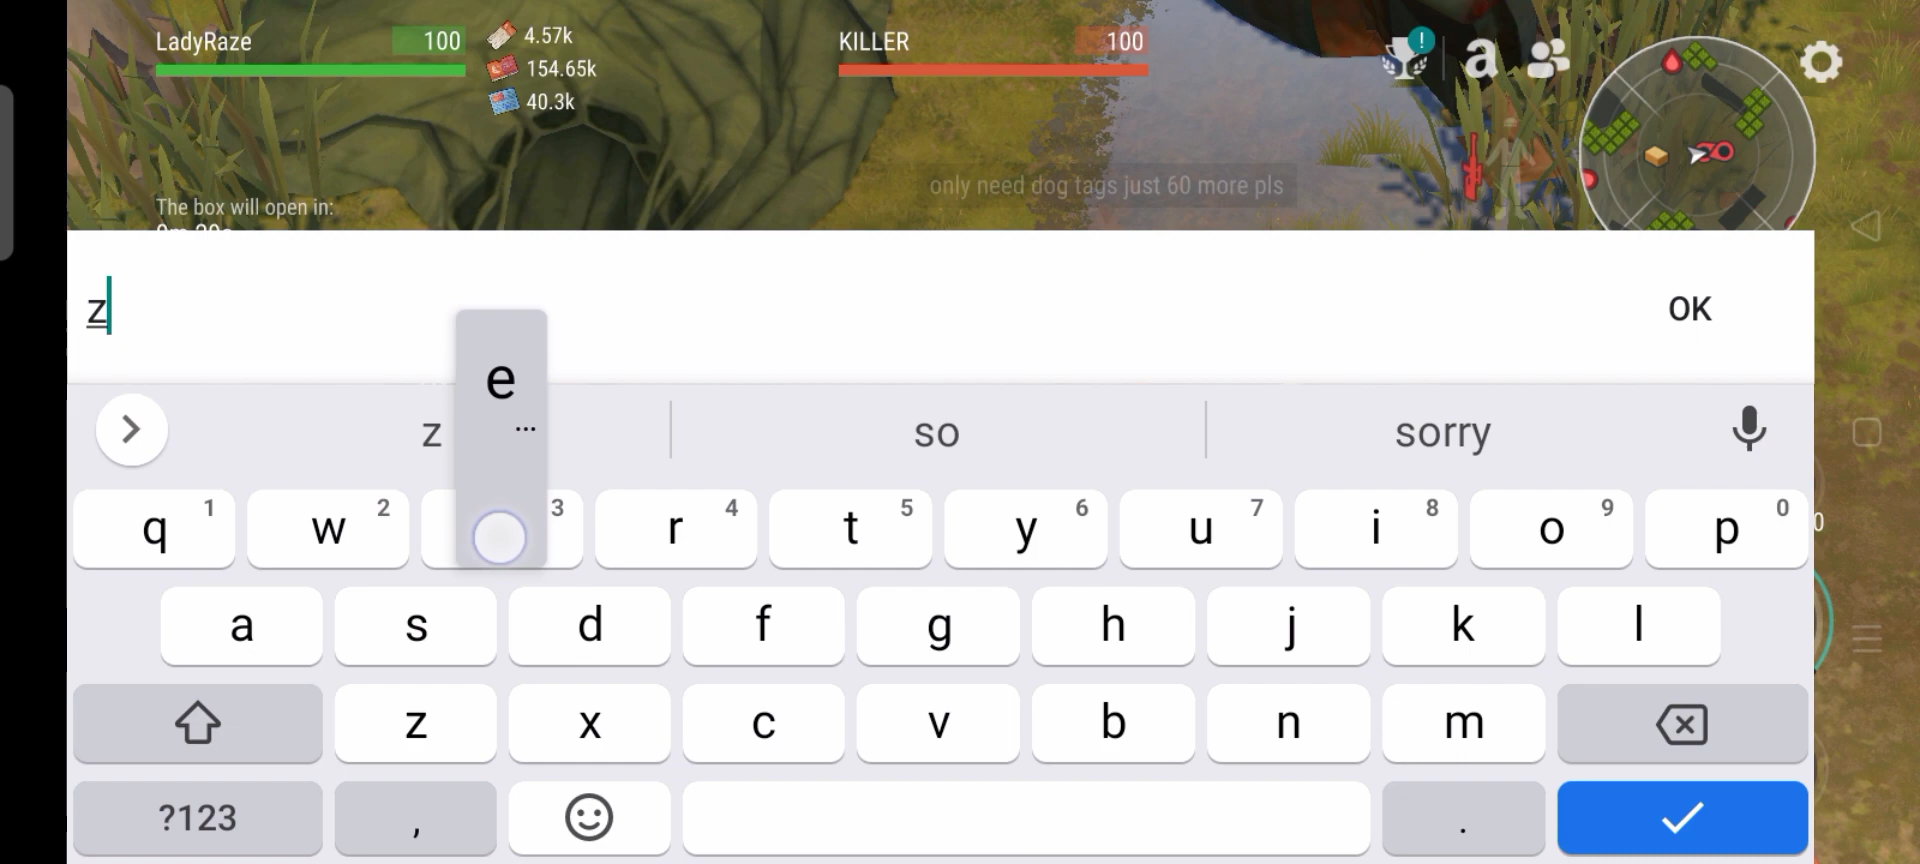 LadyRaze 100
4.57k
154.65k
40.3k
KILLER 100
!
a
only need dog tags just 60 more pls
The box will open in:
z
OK
e
...
z so sorry
q 1 w 2 3 r 4 t 5 y 6 u 7 i 8 o 9 p 0
0
a s d f g h j k l
z x c v b n m
?123 , .